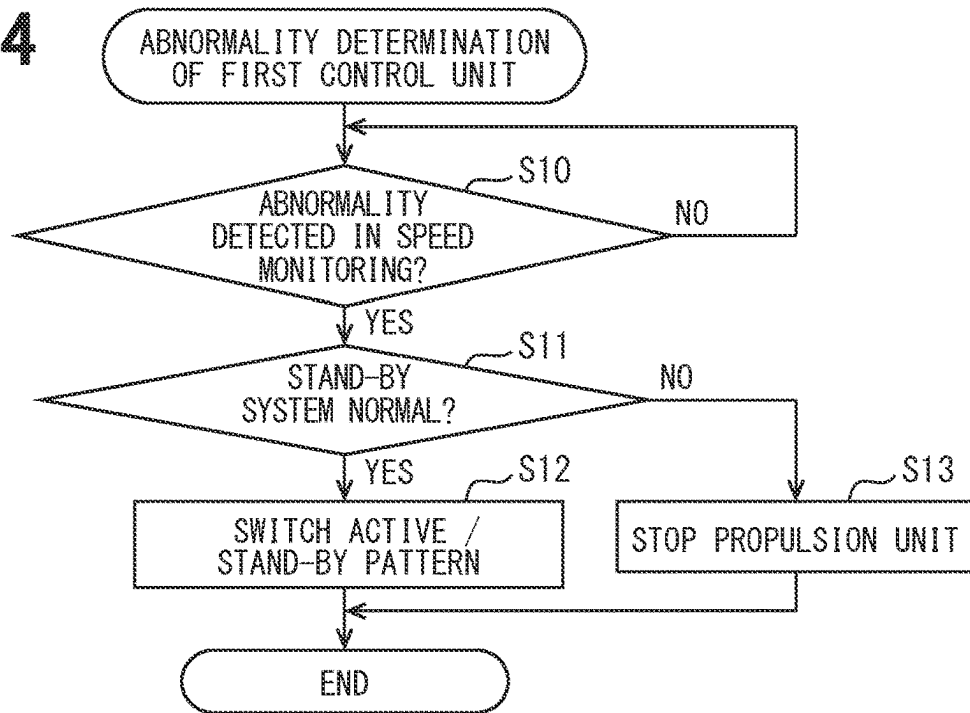 4
ABNORMALITY DETERMINATION
OF FIRST CONTROL UNIT
S10
ABNORMALITY
DETECTED IN SPEED
MONITORING?
NO
YES
S11
STAND-BY
SYSTEM NORMAL?
NO
YES
S12
SWITCH ACTIVE /
STAND-BY PATTERN
S13
STOP PROPULSION UNIT
END